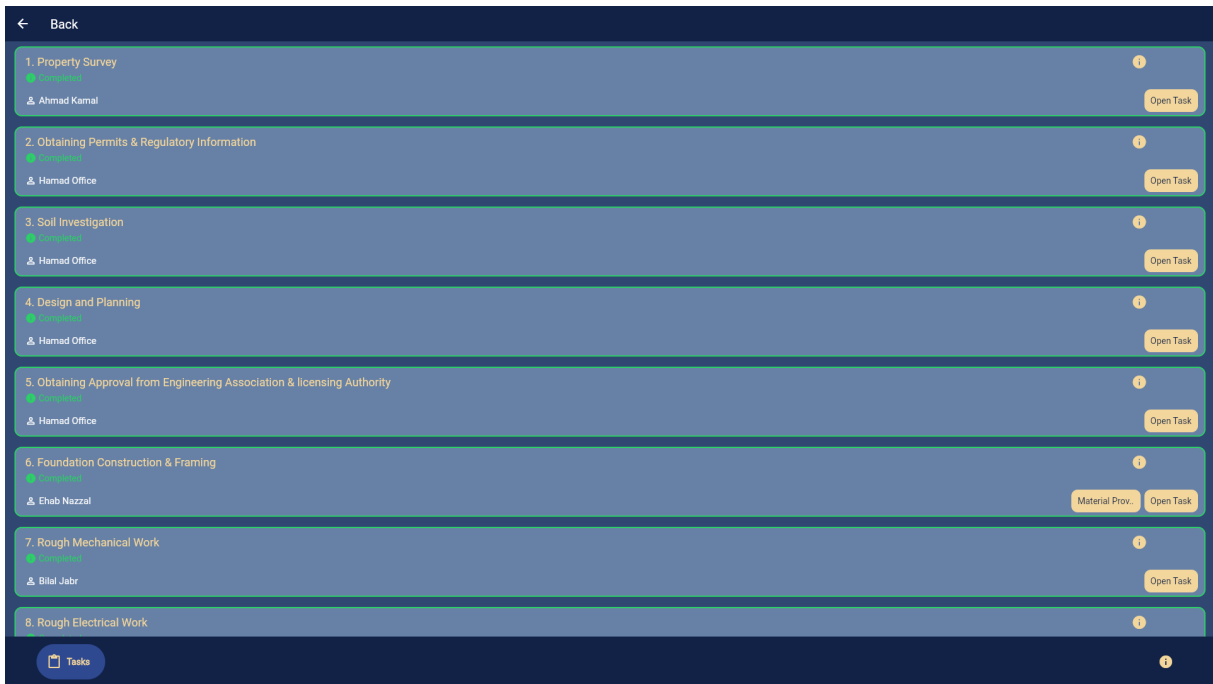 Back
1. Property Survey
Completed
Ahmad Kamal
Open Task
2. Obtaining Permits & Regulatory Information
Completed
Hamad Office
Open Task
3. Soil Investigation
Completed
Hamad Office
Open Task
4. Design and Planning
Completed
Hamad Office
Open Task
5. Obtaining Approval from Engineering Association & licensing Authority
Completed
Hamad Office
Open Task
6. Foundation Construction & Framing
Completed
Ehab Nazzal
Material Prov.. Open Task
7. Rough Mechanical Work
Completed
Bilal Jabr
Open Task
8. Rough Electrical Work
Tasks